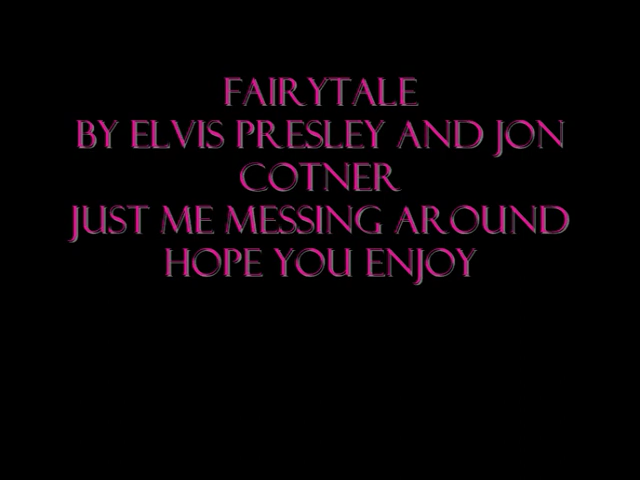 FAIRYTALE
BY ELVIS PRESLEY AND JON
COTNER
JUST ME MESSING AROUND
HOPE YOU ENJOY